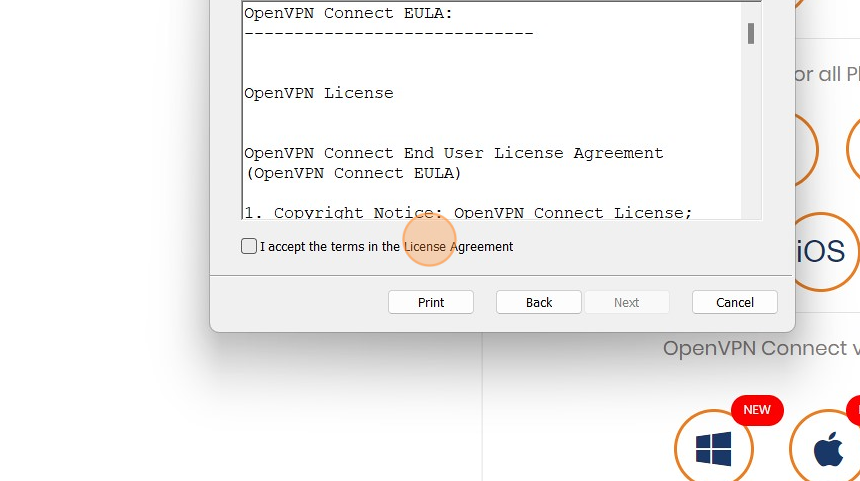 OpenVPN Connect EULA:
-----------------------------
OpenVPN License
OpenVPN Connect End User License Agreement
(OpenVPN Connect EULA)
1. Copyright Notice: OpenVPN Connect License;
I accept the terms in the License Agreement
Print Back Next Cancel
or all Pl
iOS
OpenVPN Connect v
NEW